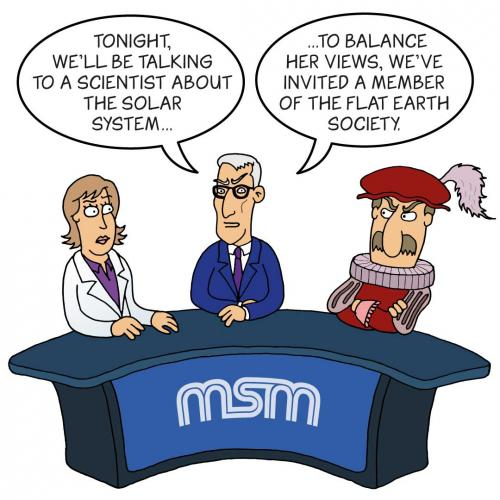 TONIGHT,
WE'LL BE TALKING
TO A SCIENTIST ABOUT
THE SOLAR
SYSTEM...
...TO BALANCE
HER VIEWS, WE'VE
INVITED A MEMBER
OF THE FLAT EARTH
SOCIETY.
msm